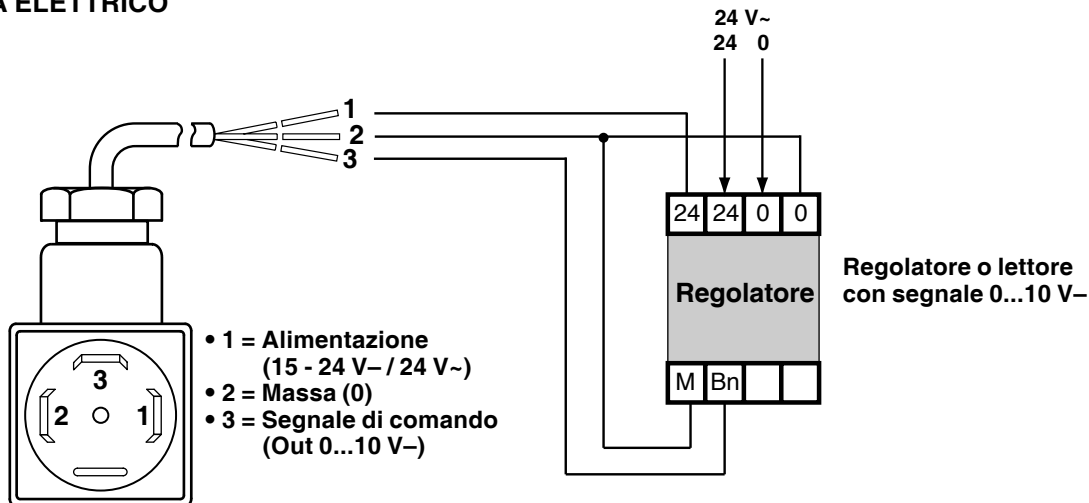 A ELETTRICO
24 V~
24 0
1
2
3
24 24 0 0
Regolatore
Regolatore o lettore
con segnale 0...10 V–
M Bn
• 1 = Alimentazione
(15 - 24 V– / 24 V~)
• 2 = Massa (0)
• 3 = Segnale di comando
(Out 0...10 V–)
3
2 1